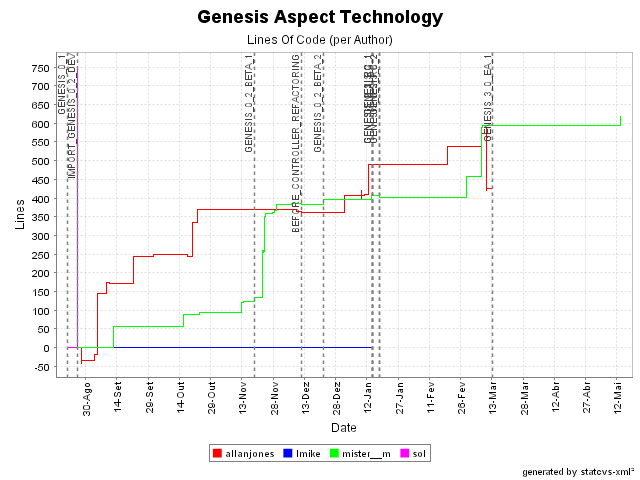 Genesis Aspect Technology
Lines Of Code (per Author)
GENESIS_0_1
IMPORT_GENESIS_0_2_DEV
GENESIS_0_2_BETA_1
BEFORE_CONTROLLER_REFACTORING
GENESIS_0_2_BETA_2
GENESIS_3_0_EA_1
750
700
650
600
550
500
450
400
350
300
250
200
150
100
50
0
-50
Lines
30-Ago
14-Set
29-Set
14-Out
29-Out
13-Nov
28-Nov
13-Dez
28-Dez
12-Jan
27-Jan
11-Fev
26-Fev
13-Mar
28-Mar
12-Abr
27-Abr
12-Mai
Date
allanjones lmike mister__m sol
generated by statcvs-xml²